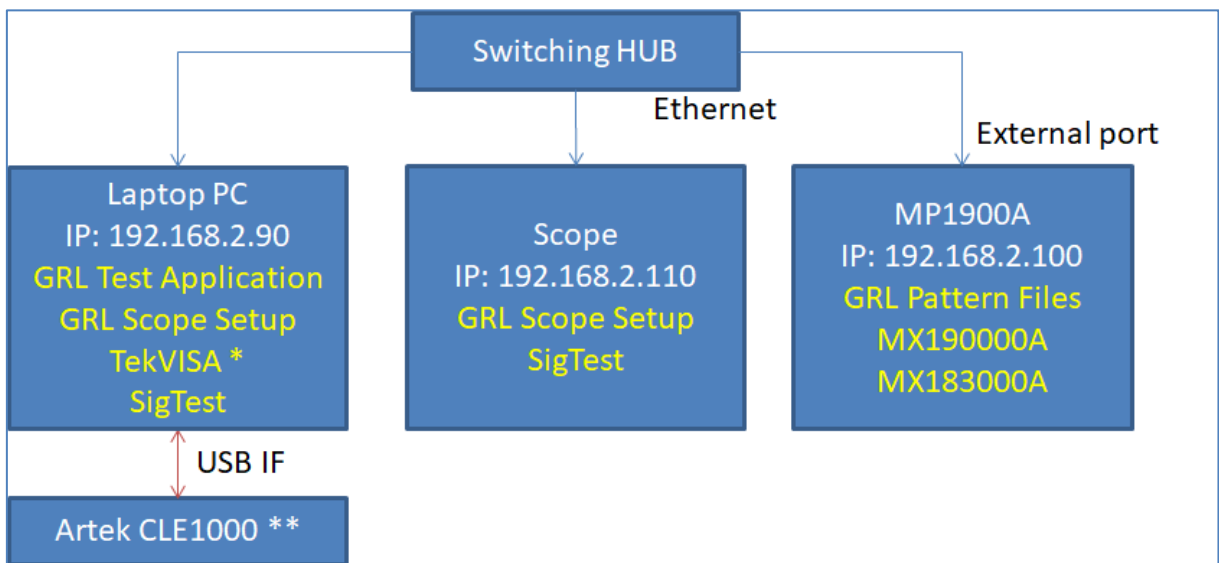 Switching HUB
Ethernet
External port
Laptop PC
IP: 192.168.2.90
GRL Test Application
GRL Scope Setup
TekVISA *
SigTest
Scope
IP: 192.168.2.110
GRL Scope Setup
SigTest
MP1900A
IP: 192.168.2.100
GRL Pattern Files
MX190000A
MX183000A
USB IF
Artek CLE1000 **